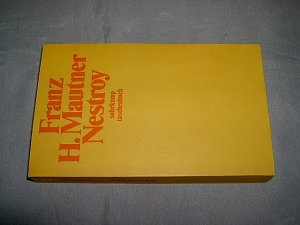 Franz
H. Mautner
Nestroy
suhrkamp
taschenbuch